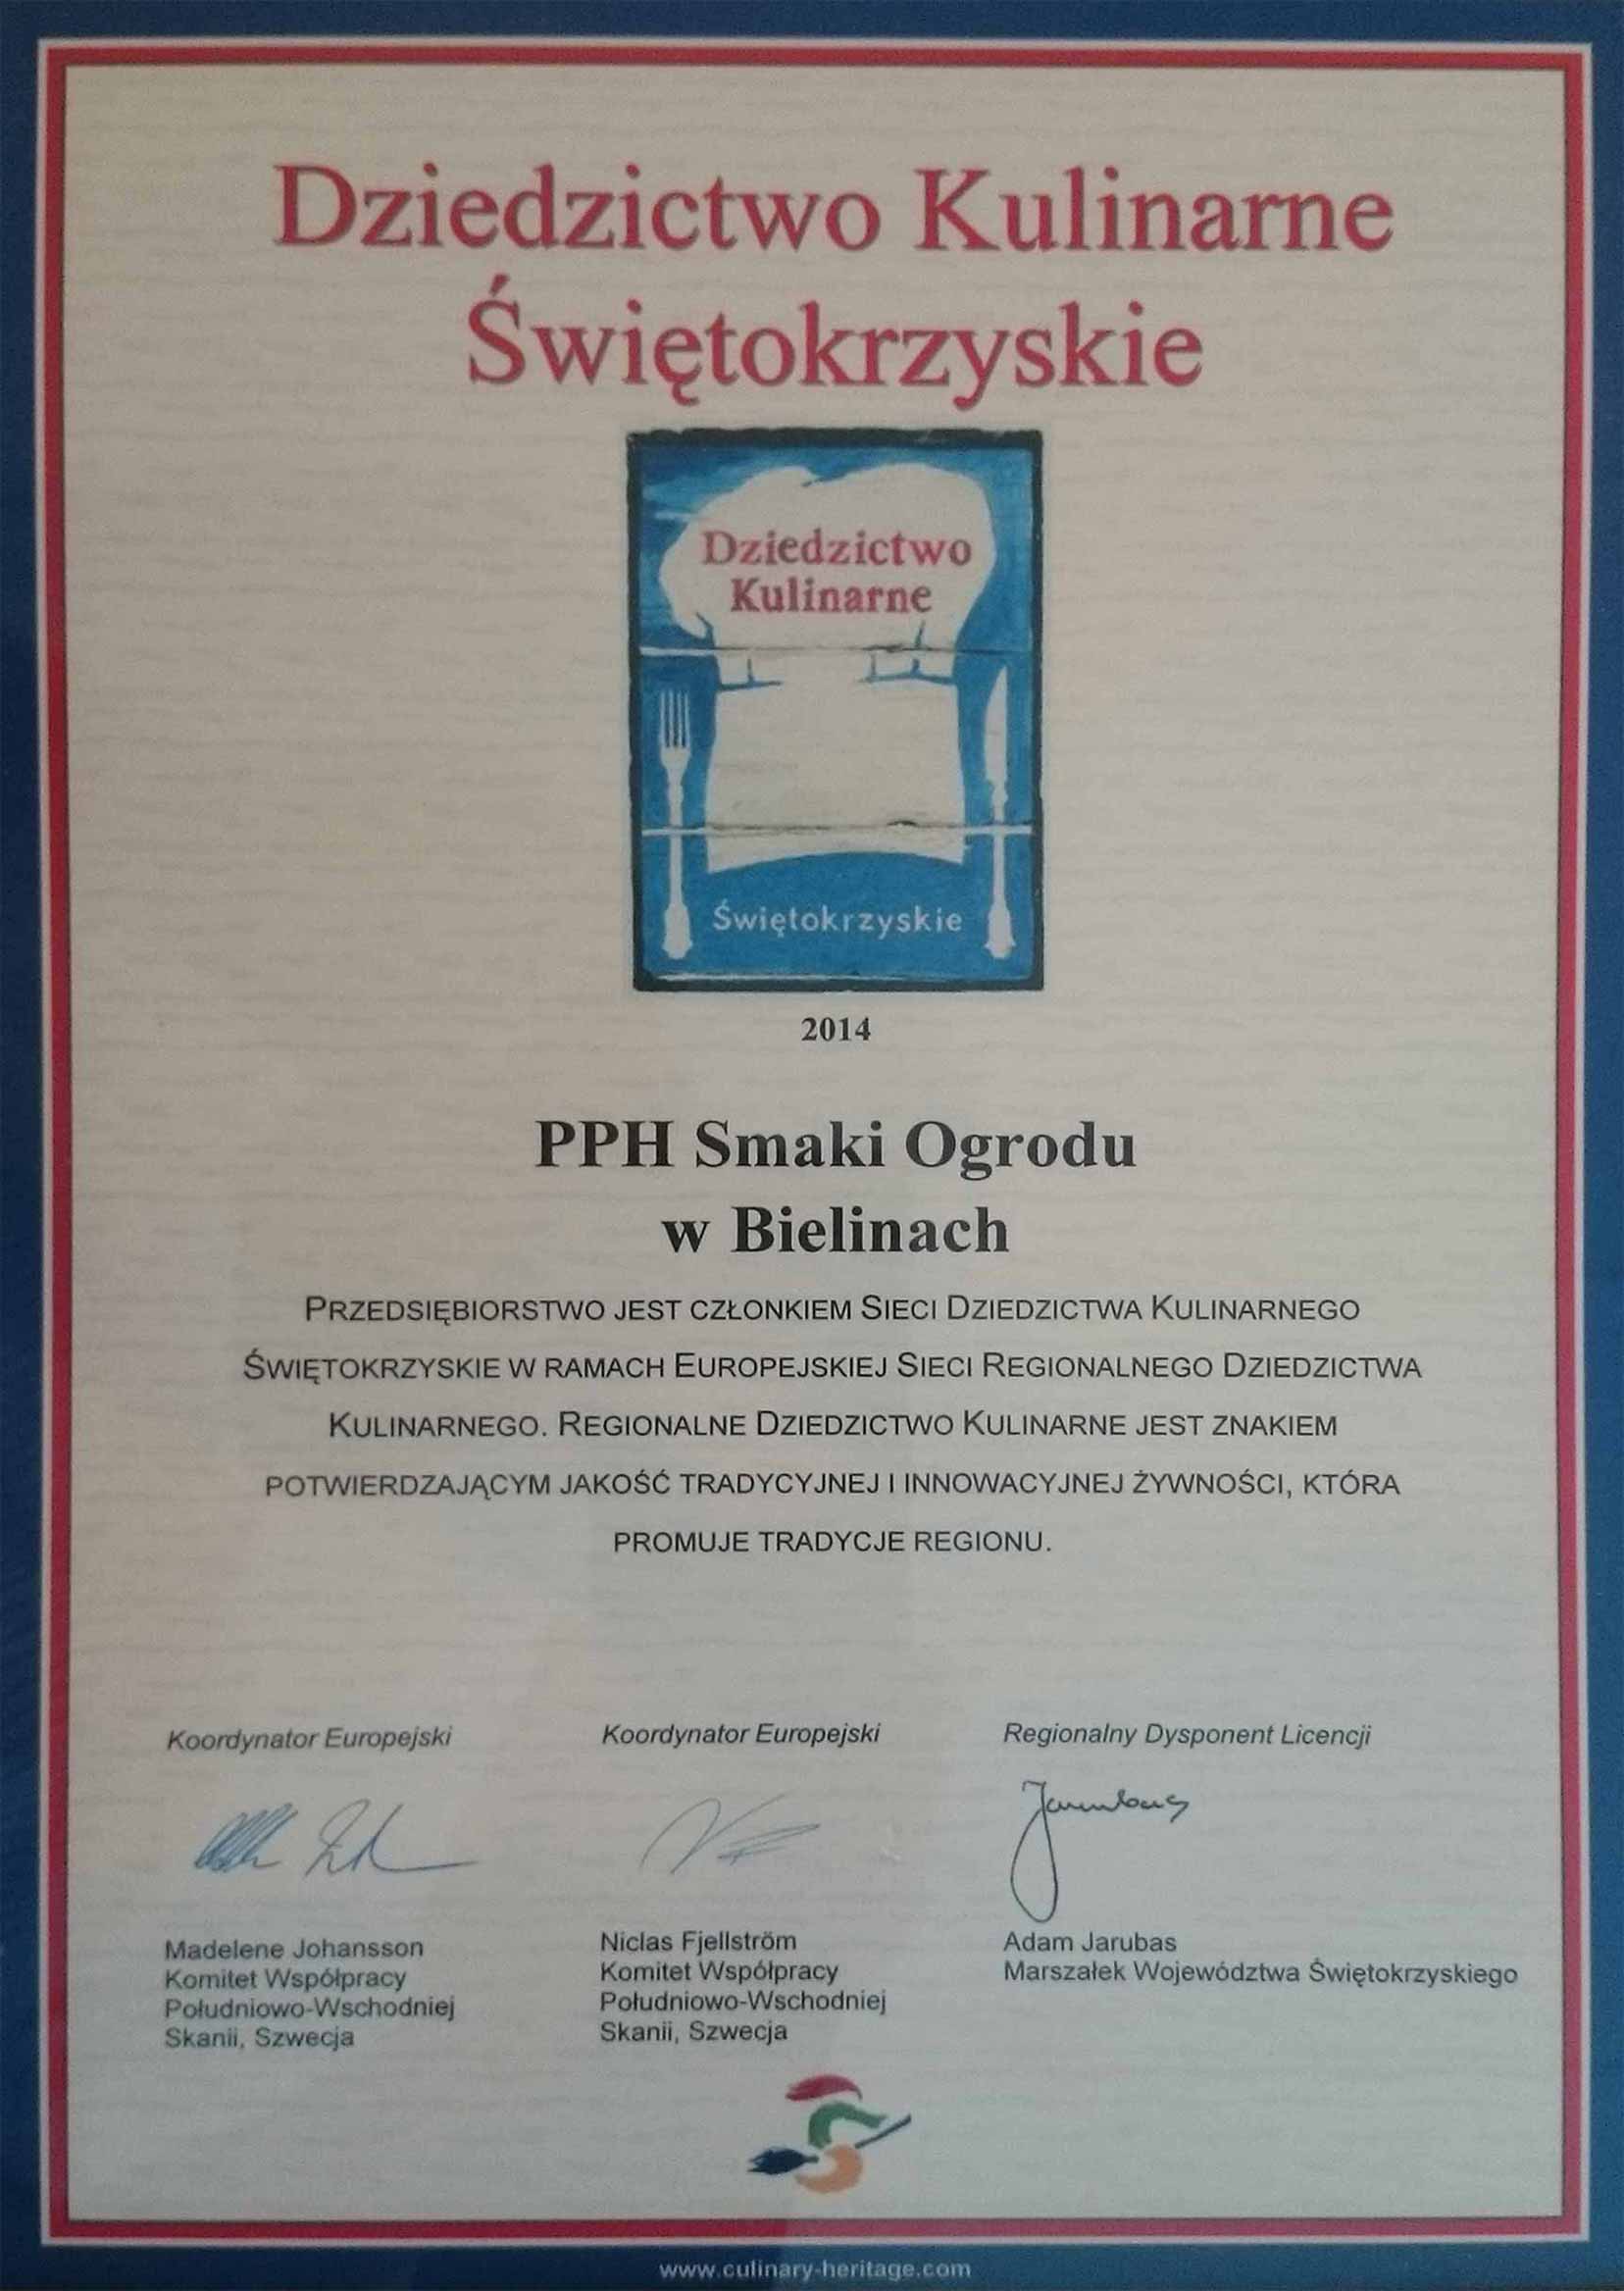 Dziedzictwo Kulinarne
Świętokrzyskie
Dziedzictwo
Kulinarne
Świętokrzyskie
2014
PPH Smaki Ogrodu
w Bielinach
PRZEDSIĘBIORSTWO JEST CZŁONKIEM SIECI DZIEDZICTWA KULINARNEGO
ŚWIĘTOKRZYSKIE W RAMACH EUROPEJSKIEJ SIECI REGIONALNEGO DZIEDZICTWA
KULINARNEGO. REGIONALNE DZIEDZICTWO KULINARNE JEST ZNAKIEM
POTWIERDZAJĄCYM JAKOŚĆ TRADYCYJNEJ I INNOWACYJNEJ ŻYWNOŚCI, KTÓRA
PROMUJE TRADYCJE REGIONU.
Koordynator Europejski
Madelene Johansson
Komitet Współpracy
Południowo-Wschodniej
Skanii, Szwecja
Koordynator Europejski
Niclas Fjellström
Komitet Współpracy
Południowo-Wschodniej
Skanii, Szwecja
Regionalny Dysponent Licencji
Jarubas
Adam Jarubas
Marszałek Województwa Świętokrzyskiego
www.culinary-heritage.com